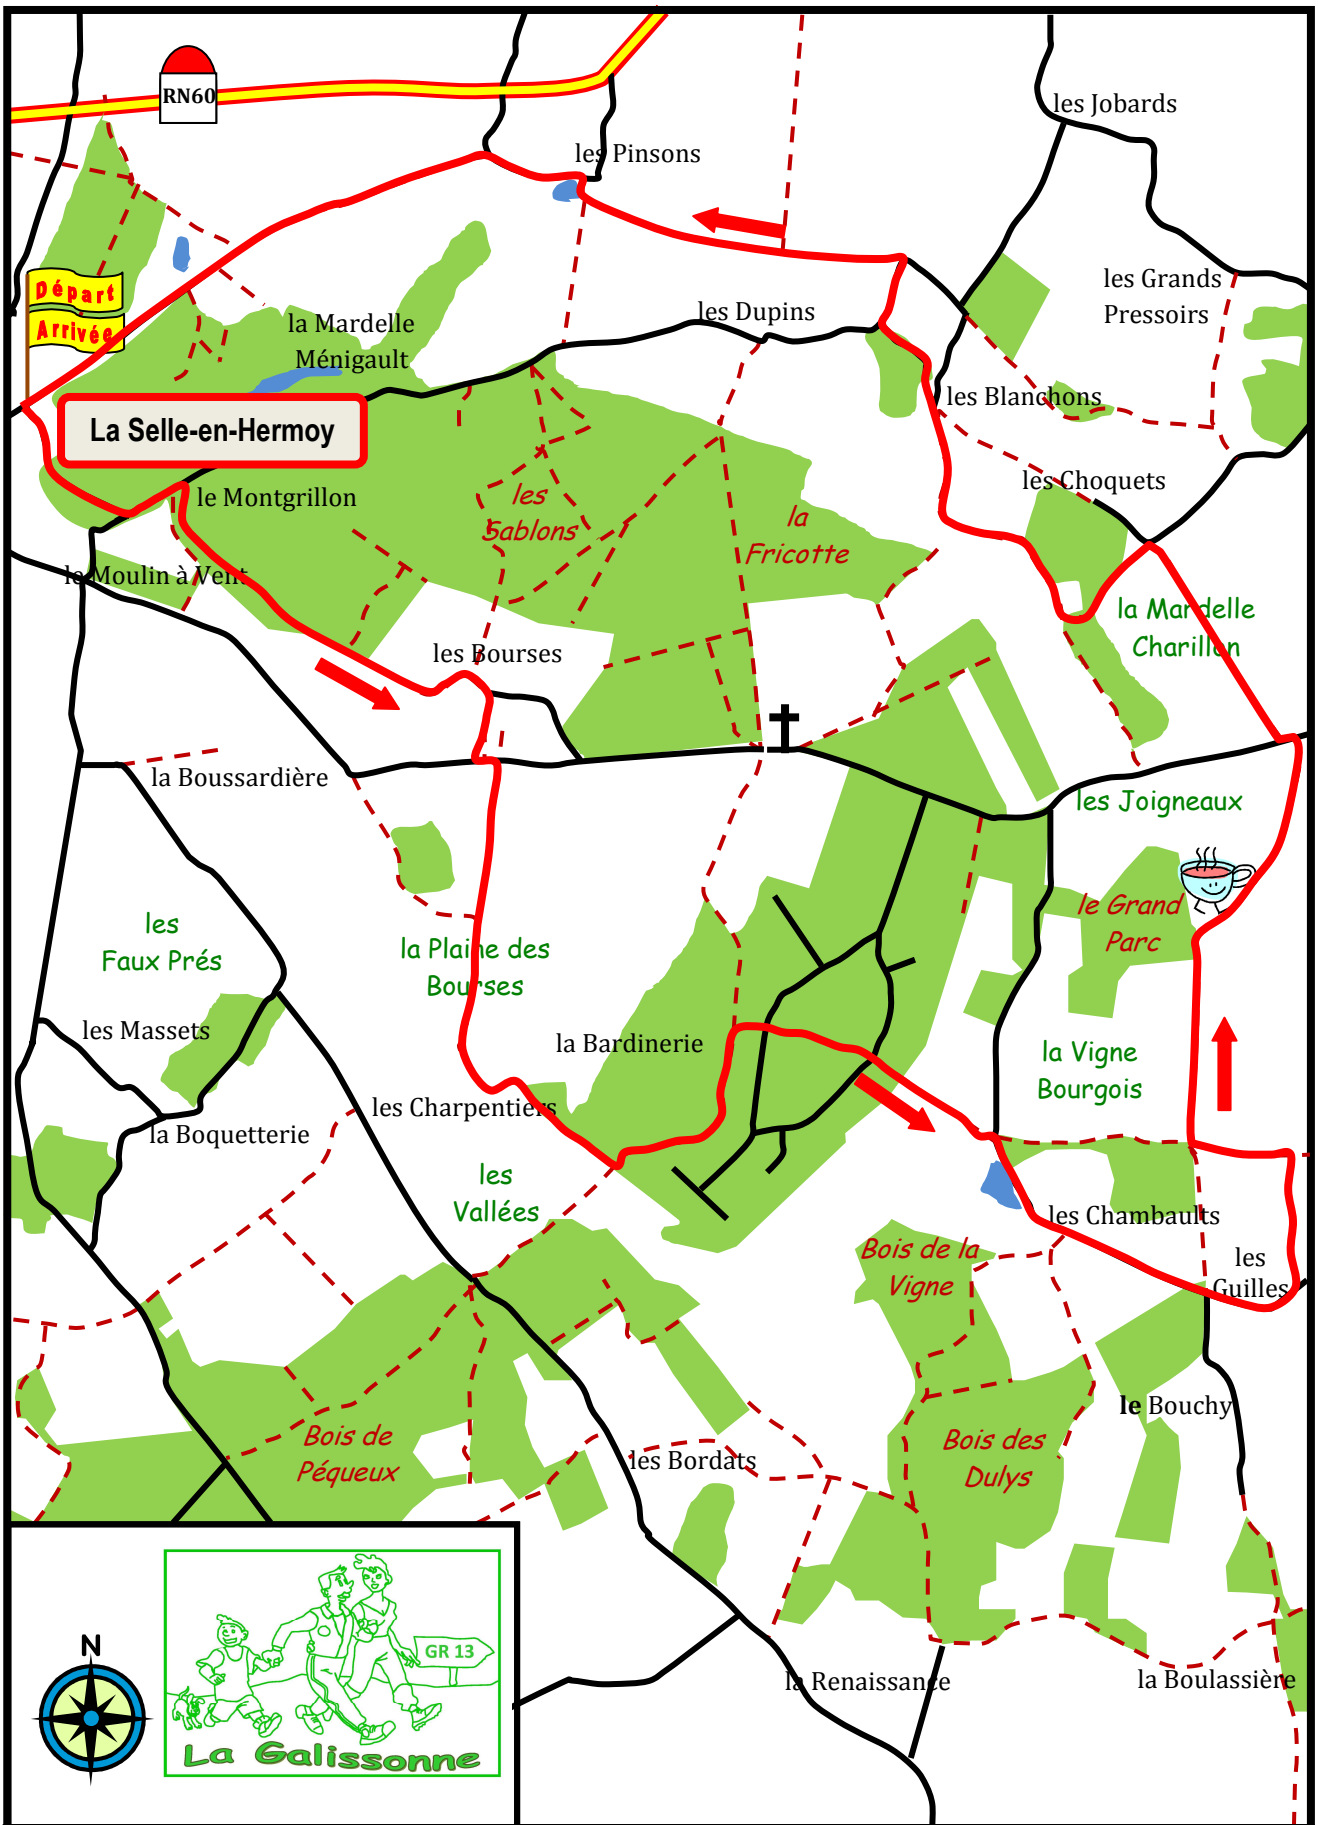 RN60
les Jobards
les Pinsons
les Grands
Pressoirs
Départ
Arrivée
la Mardelle
Ménigault
les Dupins
les Blanchons
La Selle-en-Hermoy
les Choquets
le Montgrillon
les
Sablons
la
Fricotte
le Moulin à Vent
la Mardelle
Charillon
les Bourses
la Boussardière
les Joigneaux
le Grand
Parc
les
Faux Prés
la Plaine des
Bourses
les Massets
la Bardinerie
la Vigne
Bourgois
les Charpentiers
la Boquetterie
les
Vallées
les Chambaults
Bois de la
Vigne
les
Guilles
le Bouchy
Bois de
Péqueux
les Bordats
Bois des
Dulys
N
GR 13
La Galissonne
la Renaissance
la Boulassière